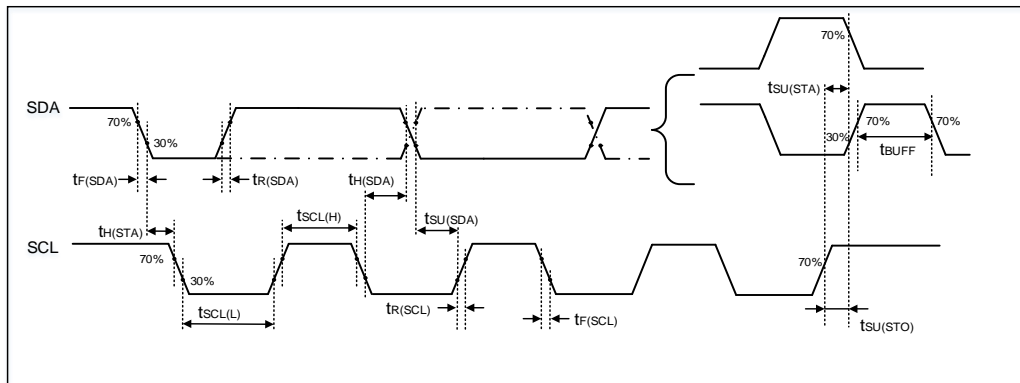 70%
tSU(STA)
SDA
70%
30%
30%
70%
70%
tBUFF
tF(SDA)
tR(SDA)
tH(SDA)
tSCL(H)
tSU(SDA)
tH(STA)
SCL
70%
30%
70%
tSCL(L)
tR(SCL)
tF(SCL)
tSU(STO)